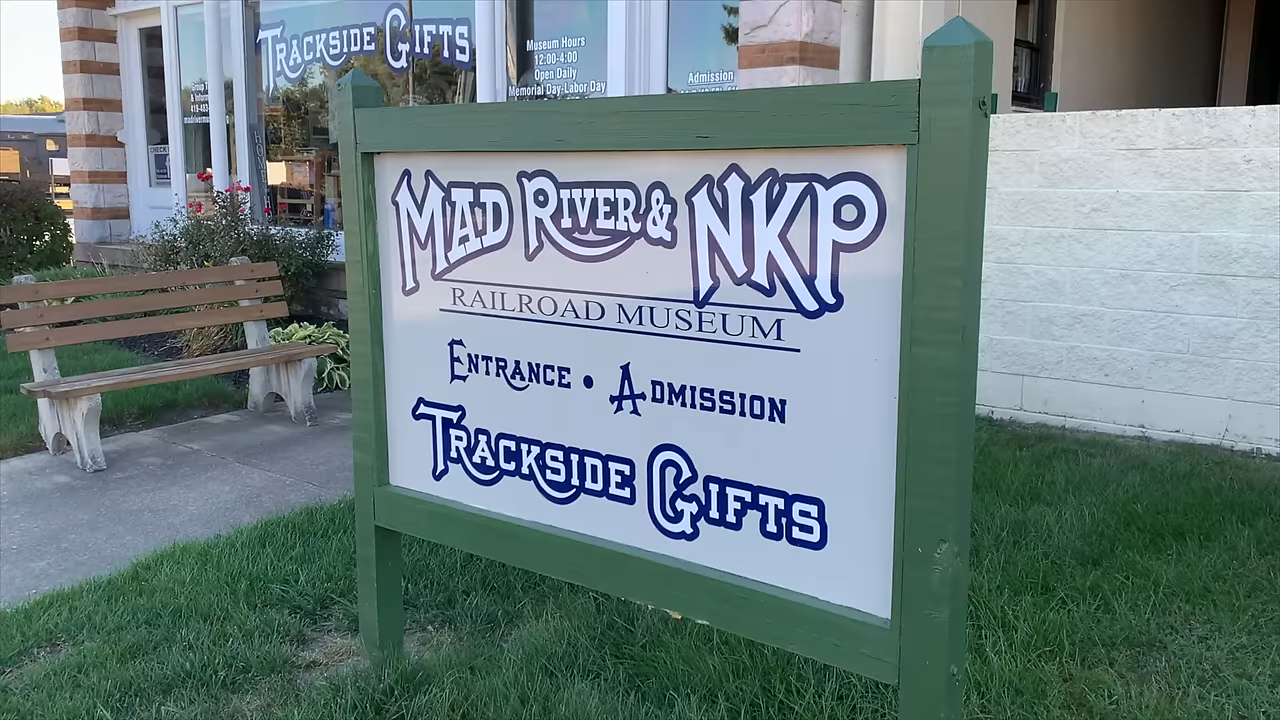 Trackside Gifts
Museum Hours
12:00-4:00
Open Daily
Memorial Day-Labor Day
Admission
Mad River & NKP
Railroad Museum
Entrance • Admission
Trackside Gifts